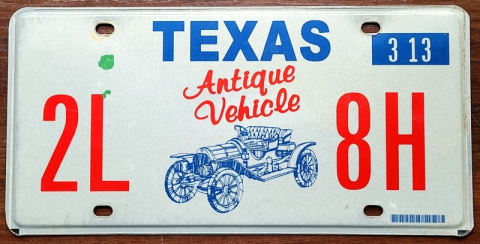 TEXAS
3 13
Antique
Vehicle
2L 8H